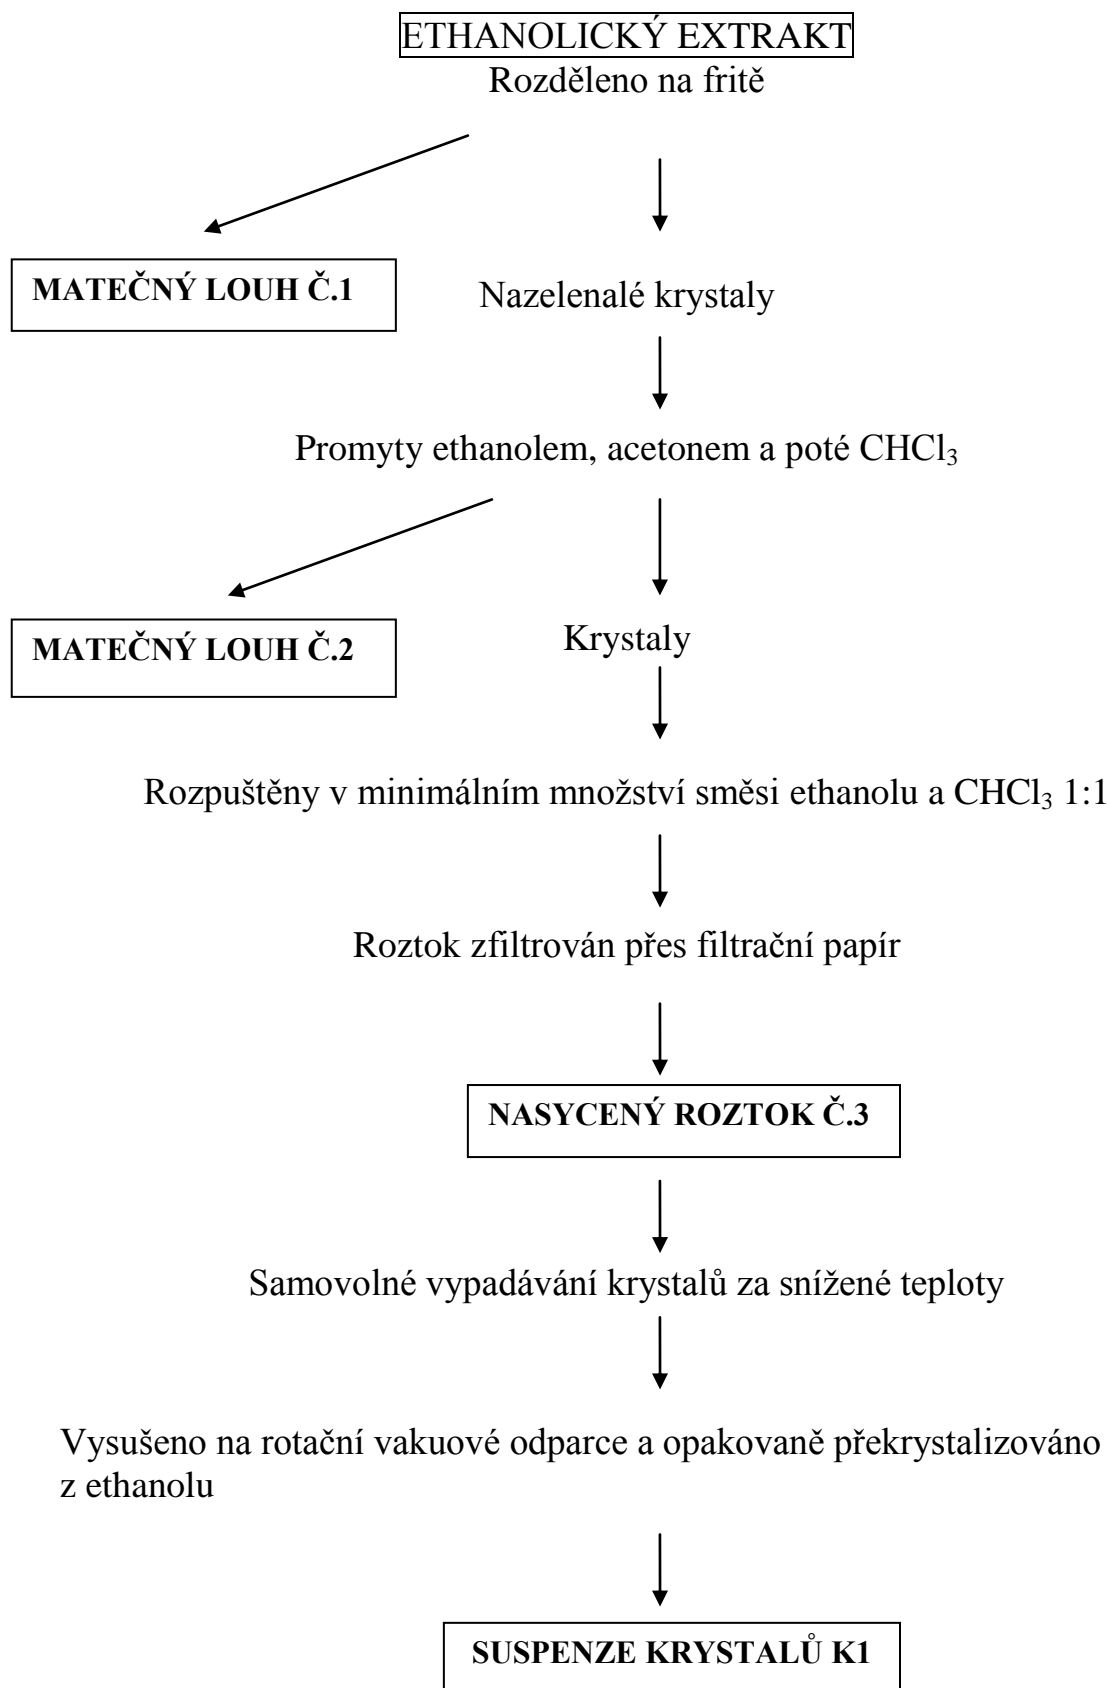 ETHANOLICKÝ EXTRAKT
Rozděleno na fritě
MATEČNÝ LOUH Č.1
Nazelenalé krystaly
Promyty ethanolem, acetonem a poté CHCl₃
MATEČNÝ LOUH Č.2
Krystaly
Rozpuštěny v minimálním množství směsi ethanolu a CHCl₃ 1:1
Roztok zfiltrován přes filtrační papír
NASYCENÝ ROZTOK Č.3
Samovolné vypadávání krystalů za snížené teploty
Vysušeno na rotační vakuové odparce a opakovaně překrystalizováno
z ethanolu
SUSPENZE KRYSTALŮ K1